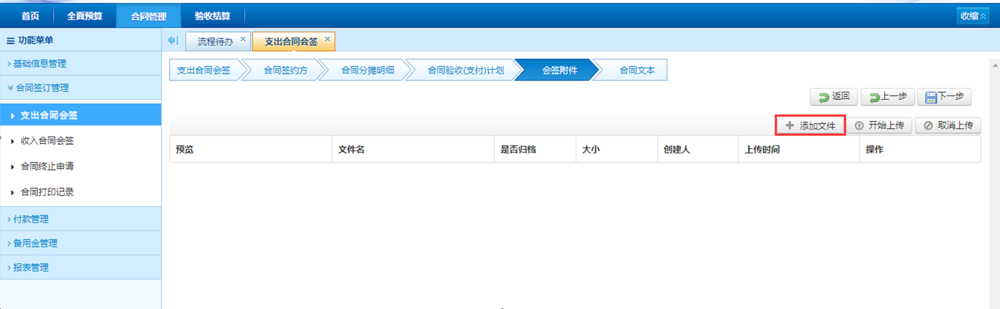 首页 全面预算 合同管理 验收结算 收缩
功能菜单
流程待办 支出合同会签
基础信息管理
合同签订管理
支出合同会签
收入合同会签
合同终止申请
合同打印记录
付款管理
备用金管理
报表管理
支出合同会签 合同签约方 合同分摊明细 合同验收(支付)计划 会签附件 合同文本
返回 上一步 下一步
添加文件 开始上传 取消上传
预览 文件名 是否归档 大小 创建人 上传时间 操作